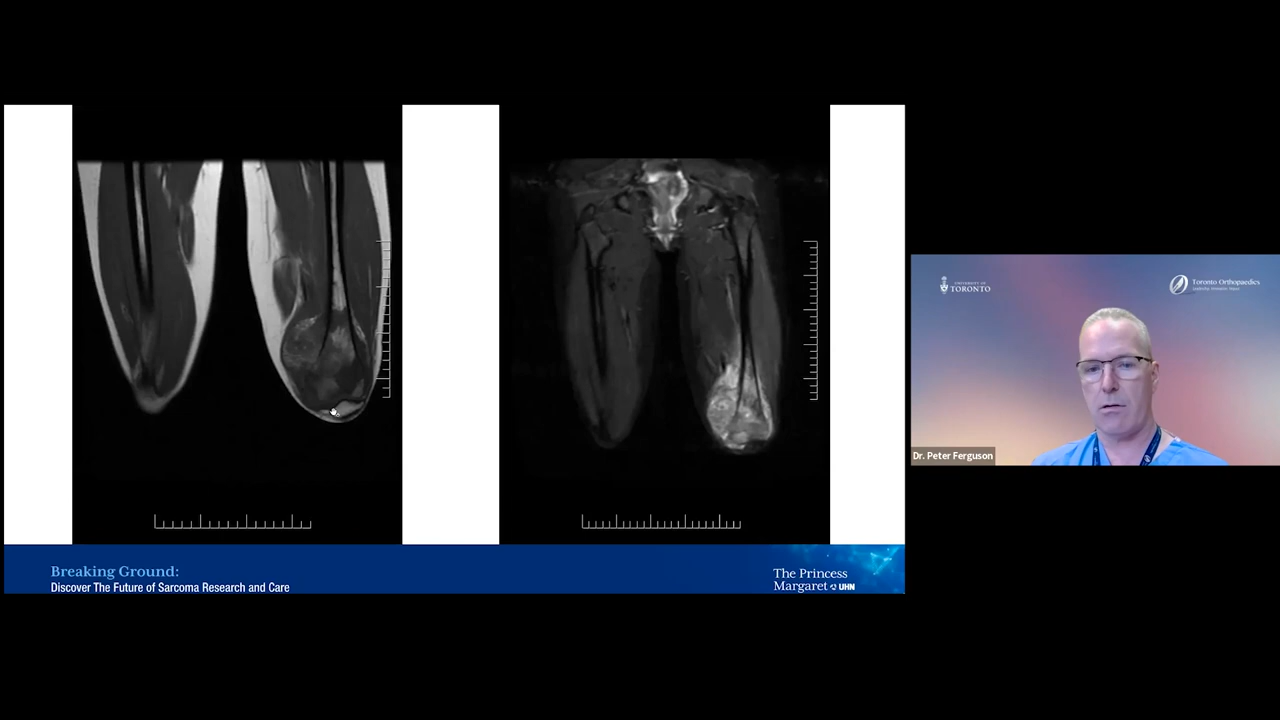 UNIVERSITY OF
TORONTO
Toronto Orthopaedics
Dr. Peter Ferguson
Breaking Ground:
Discover The Future of Sarcoma Research and Care
The Princess
Margaret UHN